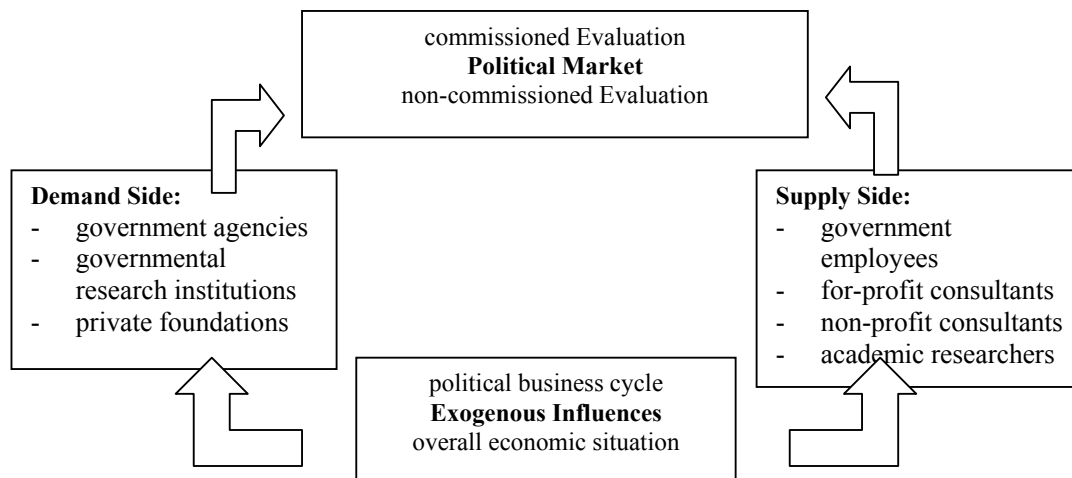 commissioned Evaluation
Political Market
non-commissioned Evaluation
Demand Side:
- government agencies
- governmental
research institutions
- private foundations
Supply Side:
- government
employees
- for-profit consultants
- non-profit consultants
- academic researchers
political business cycle
Exogenous Influences
overall economic situation